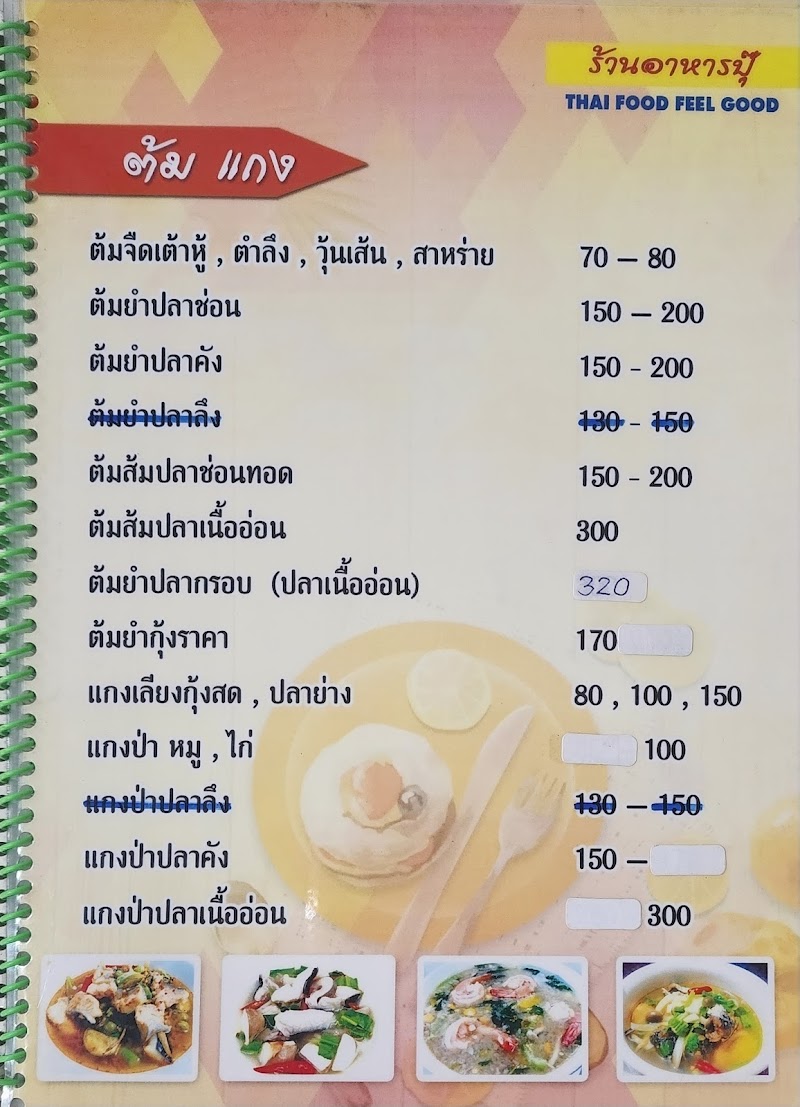 ร้านอาหารปุ๊
THAI FOOD FEEL GOOD
ต้ม แกง
ต้มจืดเต้าหู้ , ตำลึง , วุ้นเส้น , สาหร่าย 70 – 80
ต้มยำปลาช่อน 150 – 200
ต้มยำปลาคัง 150 - 200
ต้มยำปลาลึง 130 - 150
ต้มส้มปลาช่อนทอด 150 - 200
ต้มส้มปลาเนื้ออ่อน 300
ต้มยำปลากรอบ (ปลาเนื้ออ่อน) 320
ต้มยำกุ้งราคา 170
แกงเลียงกุ้งสด , ปลาย่าง 80 , 100 , 150
แกงป่า หมู , ไก่ 100
แกงป่าปลาลึง 130 – 150
แกงป่าปลาคัง 150 –
แกงป่าปลาเนื้ออ่อน 300